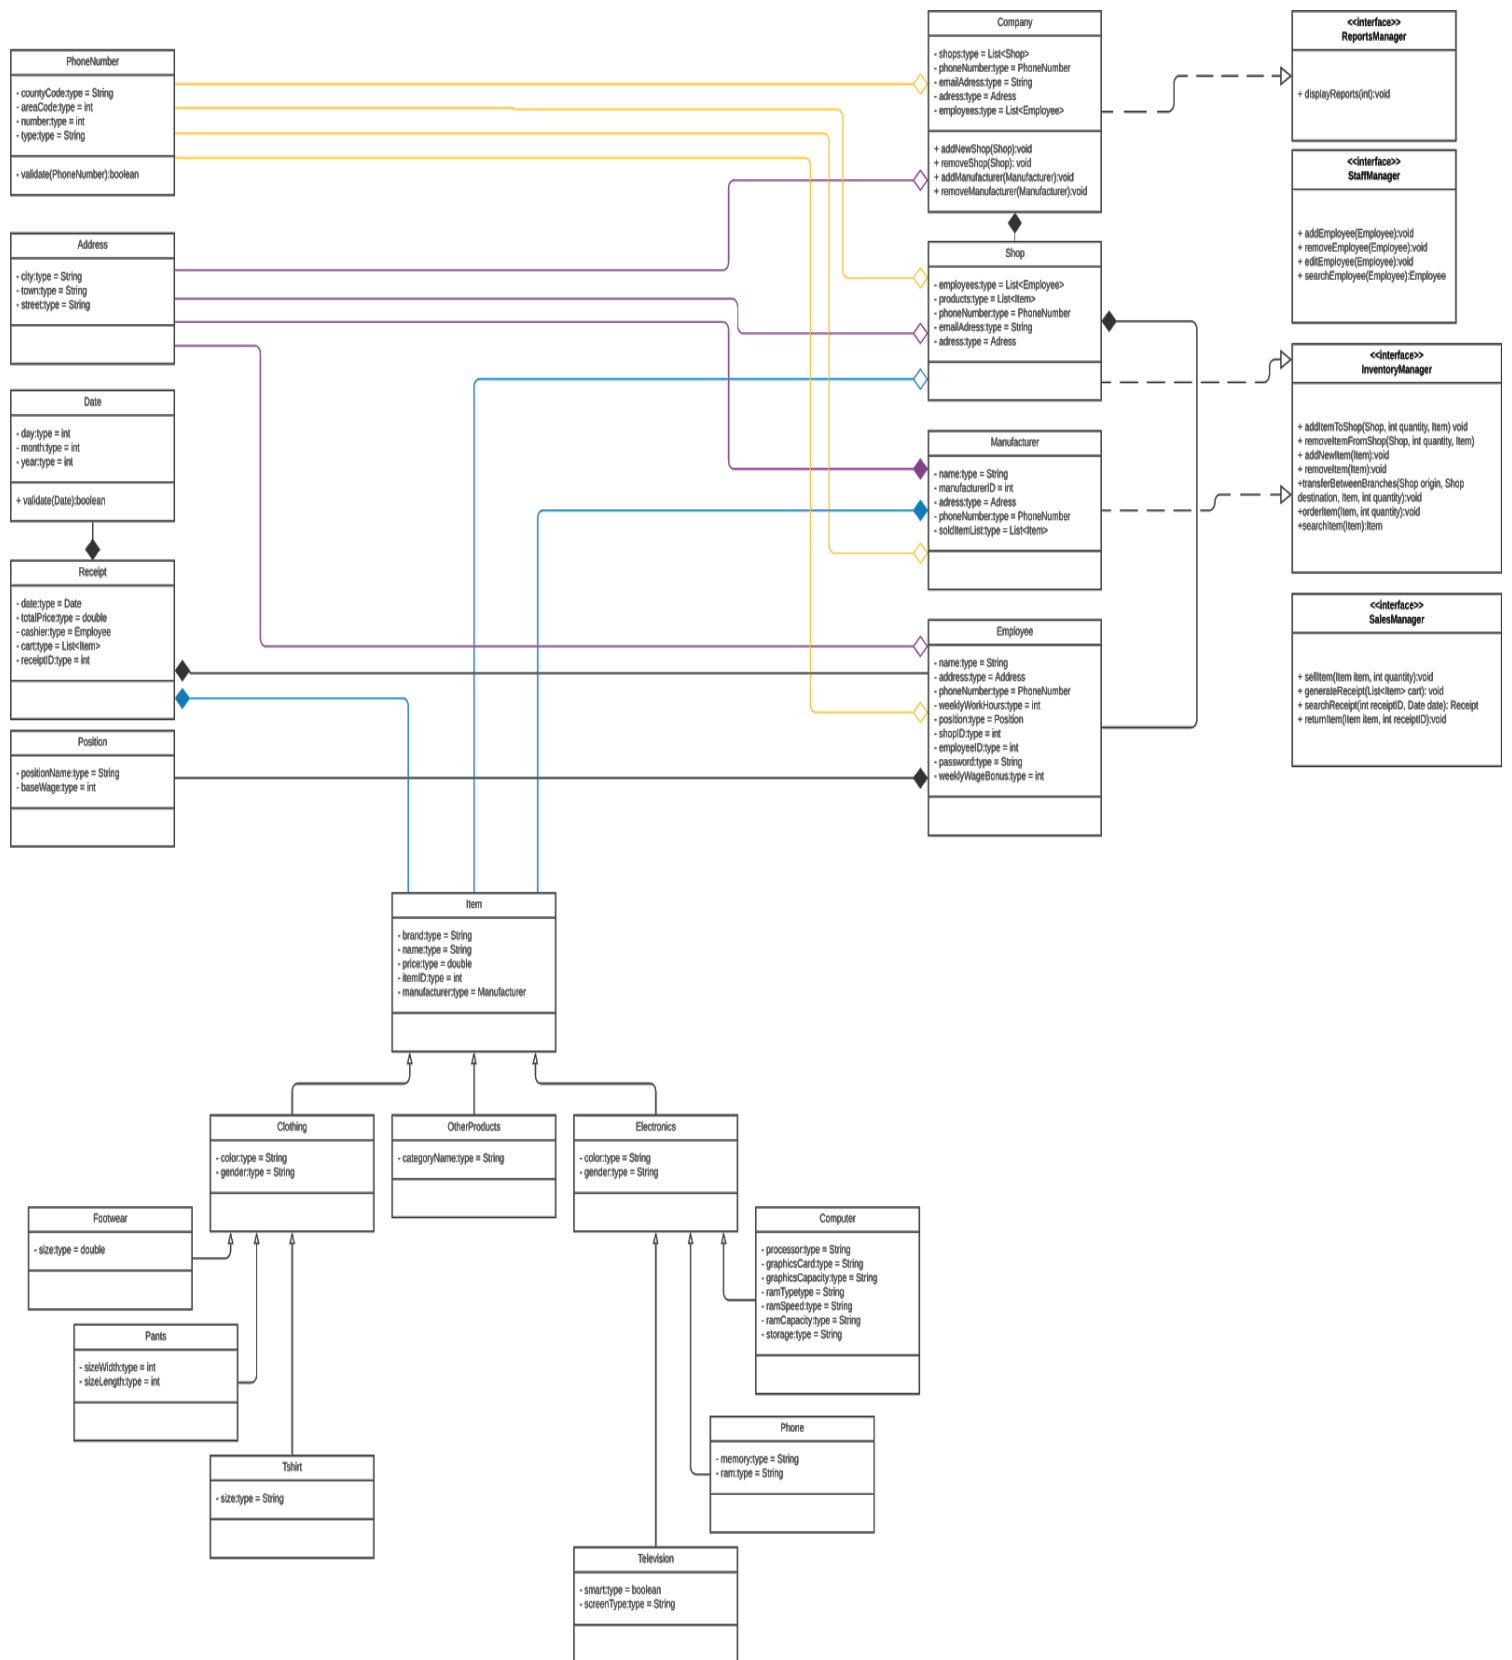 PhoneNumber
- countyCode:type = String
- areaCode:type = int
- number:type = int
- type:type = String
- validate(PhoneNumber):boolean
Address
- city:type = String
- town:type = String
- street:type = String
Date
- day:type = int
- month:type = int
- year:type = int
+ validate(Date):boolean
Receipt
- date:type = Date
- totalPrice:type = double
- cashier:type = Employee
- cart:type = List<Item>
- receiptID:type = int
Position
- positionName:type = String
- baseWage:type = int
Company
- shops:type = List<Shop>
- phoneNumber:type = PhoneNumber
- emailAdress:type = String
- adress:type = Adress
- employees:type = List<Employee>
+ addNewShop(Shop):void
+ removeShop(Shop): void
+ addManufacturer(Manufacturer):void
+ removeManufacturer(Manufacturer):void
Shop
- employees:type = List<Employee>
- products:type = List<Item>
- phoneNumber:type = PhoneNumber
- emailAdress:type = String
- adress:type = Adress
Manufacturer
- name:type = String
- manufacturerID = int
- adress:type = Adress
- phoneNumber:type = PhoneNumber
- soldItemList:type = List<Item>
Employee
- name:type = String
- address:type = Address
- phoneNumber:type = PhoneNumber
- weeklyWorkHours:type = int
- position:type = Position
- shopID:type = int
- employeeID:type = int
- password:type = String
- weeklyWageBonus:type = int
<<interface>>
ReportsManager
+ displayReports(int):void
<<interface>>
StaffManager
+ addEmployee(Employee):void
+ removeEmployee(Employee):void
+ editEmployee(Employee):void
+ searchEmployee(Employee):Employee
<<interface>>
InventoryManager
+ addItemToShop(Shop, int quantity, Item) void
+ removeItemFromShop(Shop, int quantity, Item)
+ addNewItem(Item):void
+ removeItem(Item):void
+transferBetweenBranches(Shop origin, Shop
destination, Item, int quantity):void
+orderItem(Item, int quantity):void
+searchItem(Item):Item
<<interface>>
SalesManager
+ sellItem(Item item, int quantity):void
+ generateReceipt(List<Item> cart): void
+ searchReceipt(int receiptID, Date date): Receipt
+ returnItem(Item item, int receiptID):void
Item
- brand:type = String
- name:type = String
- price:type = double
- itemID:type = int
- manufacturer:type = Manufacturer
Clothing
- color:type = String
- gender:type = String
OtherProducts
- categoryName:type = String
Electronics
- color:type = String
- gender:type = String
Footwear
- size:type = double
Pants
- sizeWidth:type = int
- sizeLength:type = int
Tshirt
- size:type = String
Computer
- processor:type = String
- graphicsCard:type = String
- graphicsCapacity:type = String
- ramTypetype = String
- ramSpeed:type = String
- ramCapacity:type = String
- storage:type = String
Phone
- memory:type = String
- ram:type = String
Television
- smart:type = boolean
- screenType:type = String